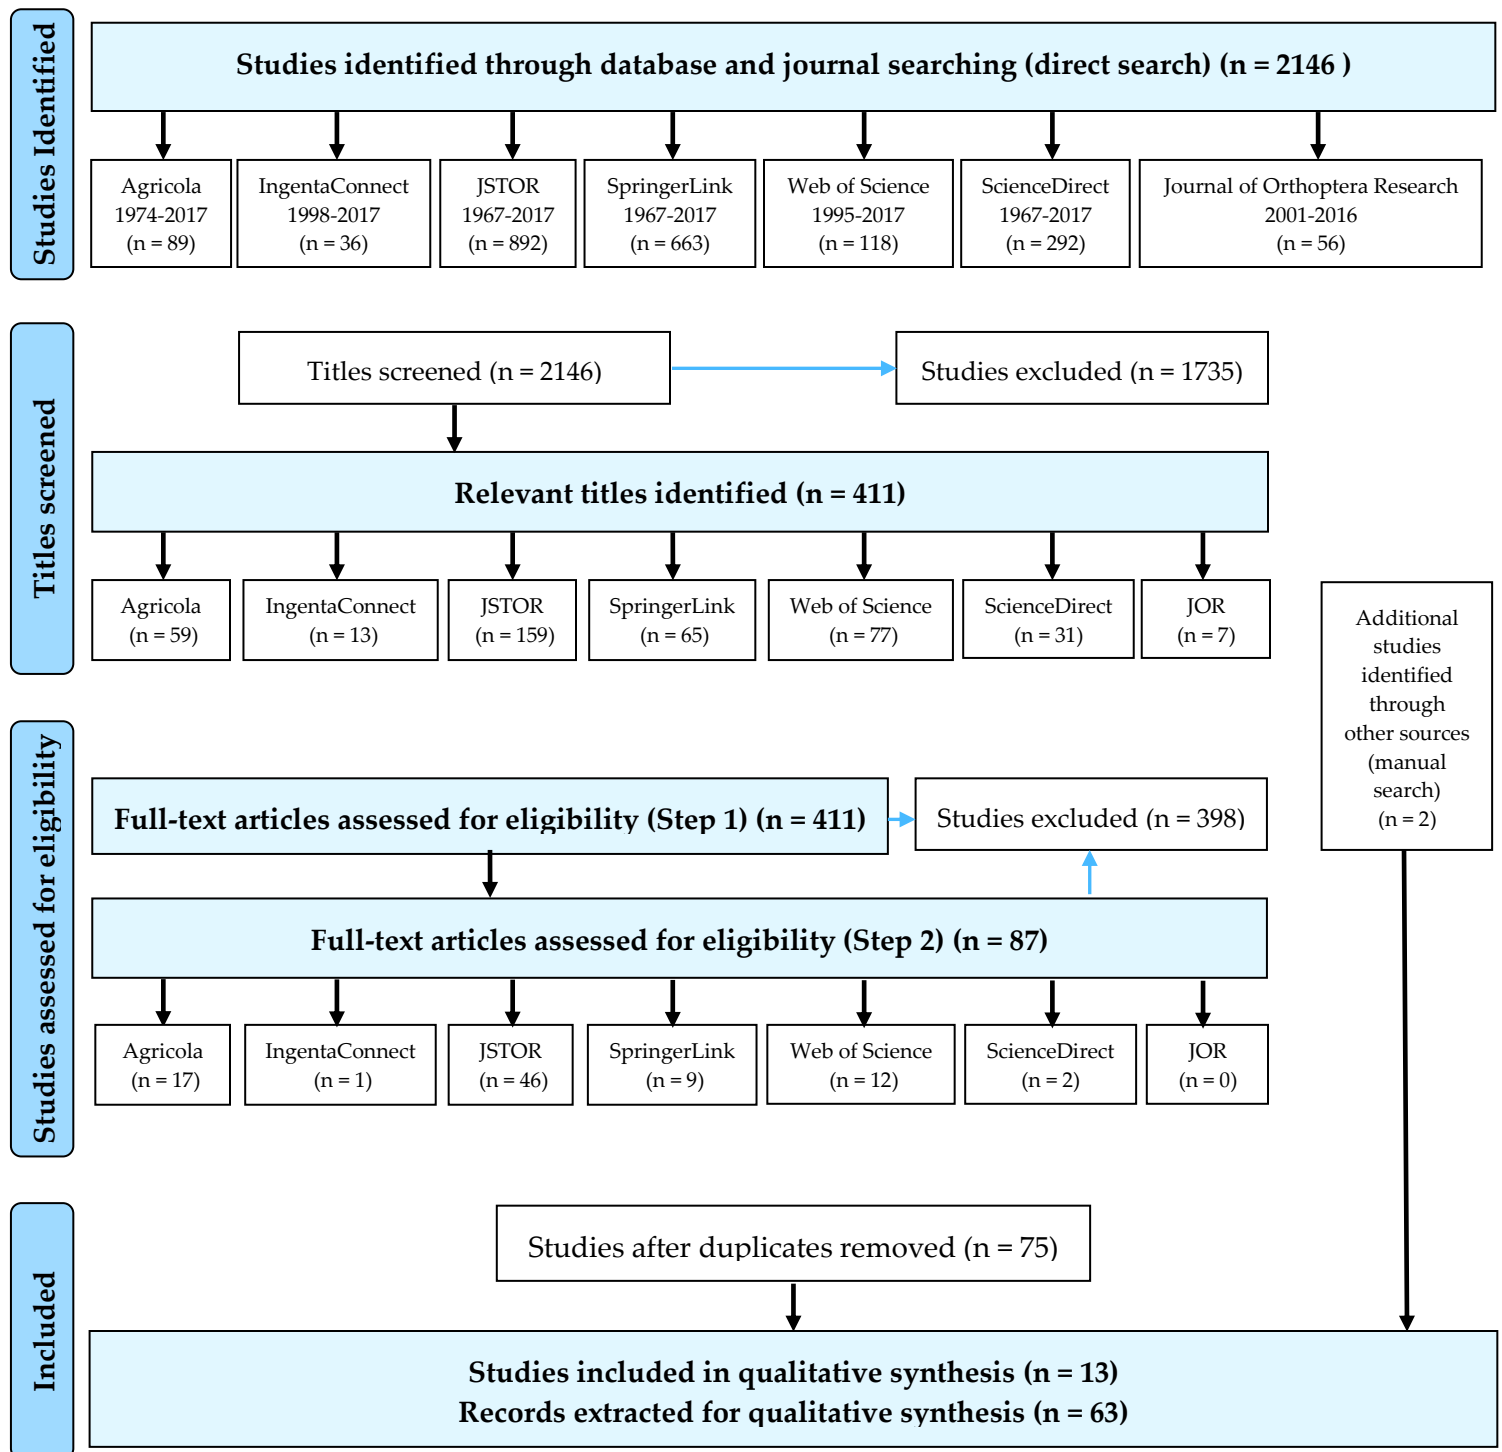 Studies Identified
Studies identified through database and journal searching (direct search) (n = 2146 )
Agricola
1974-2017
(n = 89)
IngentaConnect
1998-2017
(n = 36)
JSTOR
1967-2017
(n = 892)
SpringerLink
1967-2017
(n = 663)
Web of Science
1995-2017
(n = 118)
ScienceDirect
1967-2017
(n = 292)
Journal of Orthoptera Research
2001-2016
(n = 56)
Titles screened
Titles screened (n = 2146)
Studies excluded (n = 1735)
Relevant titles identified (n = 411)
Agricola
(n = 59)
IngentaConnect
(n = 13)
JSTOR
(n = 159)
SpringerLink
(n = 65)
Web of Science
(n = 77)
ScienceDirect
(n = 31)
JOR
(n = 7)
Additional
studies
identified
through
other sources
(manual
search)
(n = 2)
Studies assessed for eligibility
Full-text articles assessed for eligibility (Step 1) (n = 411)
Studies excluded (n = 398)
Full-text articles assessed for eligibility (Step 2) (n = 87)
Agricola
(n = 17)
IngentaConnect
(n = 1)
JSTOR
(n = 46)
SpringerLink
(n = 9)
Web of Science
(n = 12)
ScienceDirect
(n = 2)
JOR
(n = 0)
Included
Studies after duplicates removed (n = 75)
Studies included in qualitative synthesis (n = 13)
Records extracted for qualitative synthesis (n = 63)